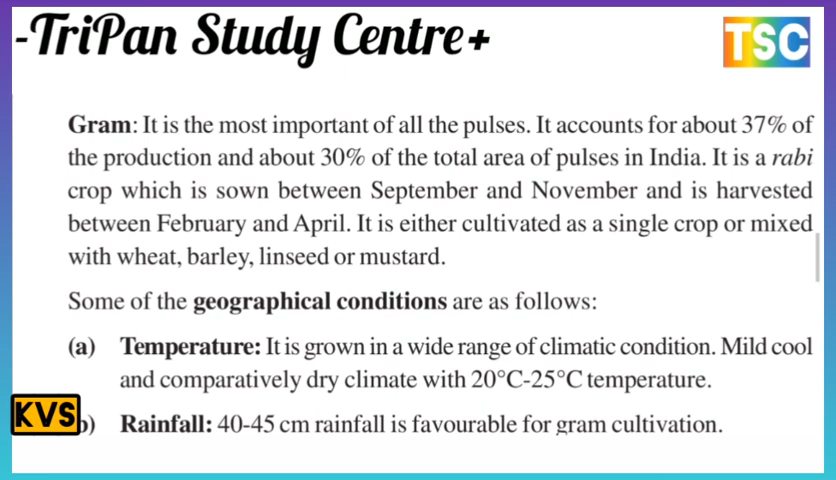 -TriPan Study Centre+
TSC
Gram: It is the most important of all the pulses. It accounts for about 37% of
the production and about 30% of the total area of pulses in India. It is a rabi
crop which is sown between September and November and is harvested
between February and April. It is either cultivated as a single crop or mixed
with wheat, barley, linseed or mustard.
Some of the geographical conditions are as follows:
(a) Temperature: It is grown in a wide range of climatic condition. Mild cool
and comparatively dry climate with 20°C-25°C temperature.
KVS
b) Rainfall: 40-45 cm rainfall is favourable for gram cultivation.